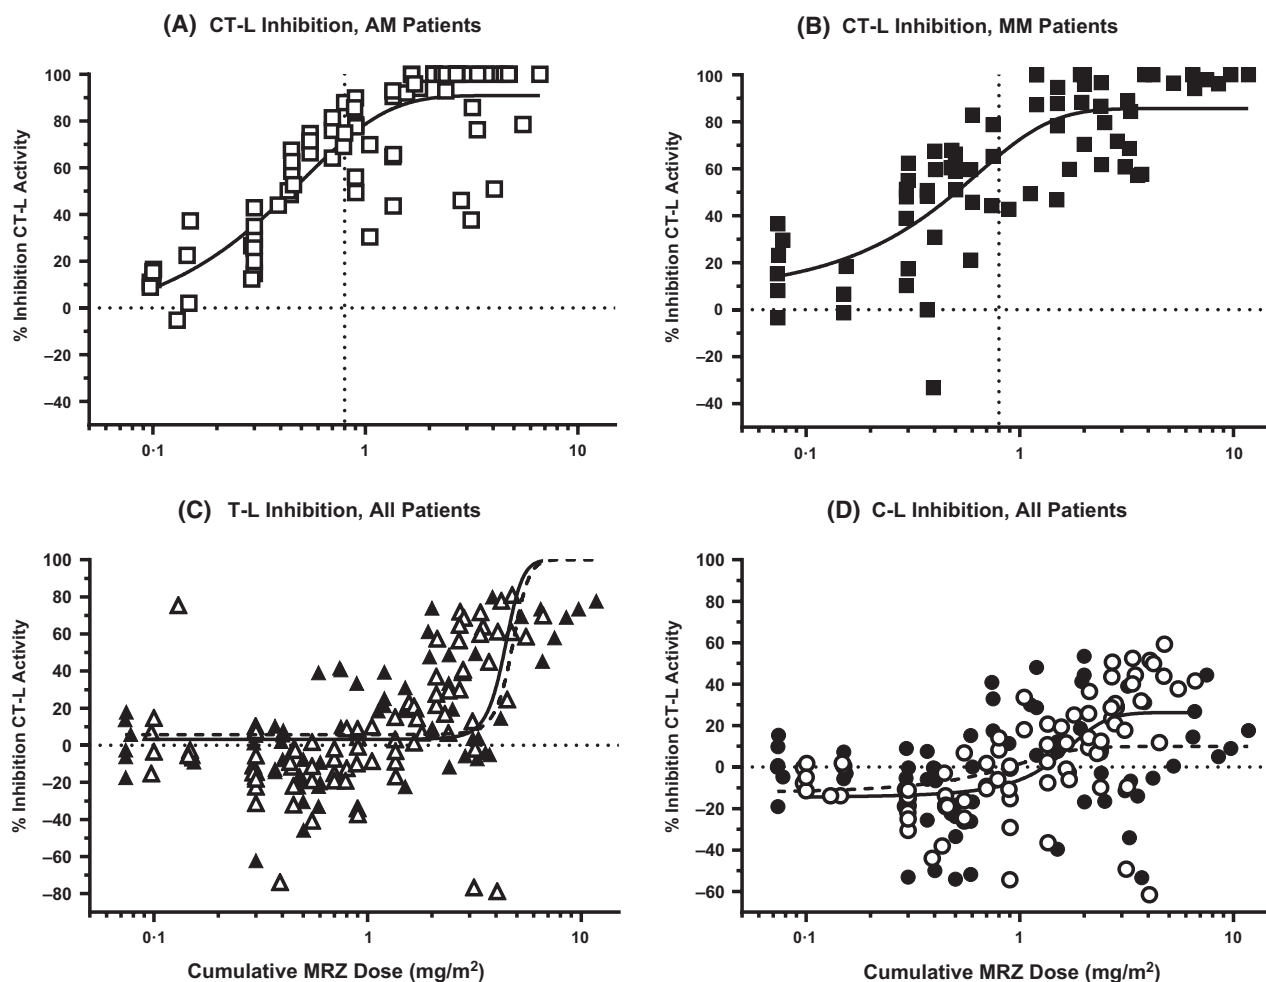 (A) CT-L Inhibition, AM Patients
% Inhibition CT-L Activity
100
80
60
40
20
0
–20
–40
0·1 1 10
(B) CT-L Inhibition, MM Patients
% Inhibition CT-L Activity
100
80
60
40
20
0
–20
–40
0·1 1 10
(C) T-L Inhibition, All Patients
% Inhibition CT-L Activity
100
80
60
40
20
0
–20
–40
–60
–80
0·1 1 10
Cumulative MRZ Dose (mg/m²)
(D) C-L Inhibition, All Patients
% Inhibition CT-L Activity
100
80
60
40
20
0
–20
–40
–60
0·1 1 10
Cumulative MRZ Dose (mg/m²)